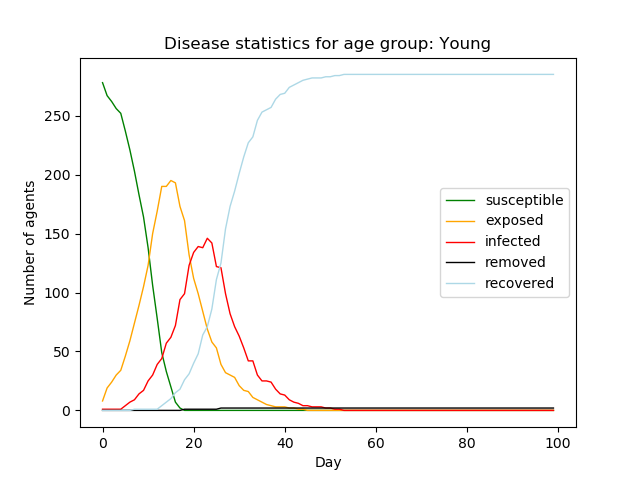 Disease statistics for age group: Young
Number of agents
250
200
150
100
50
0
susceptible
exposed
infected
removed
recovered
0 20 40 60 80 100
Day